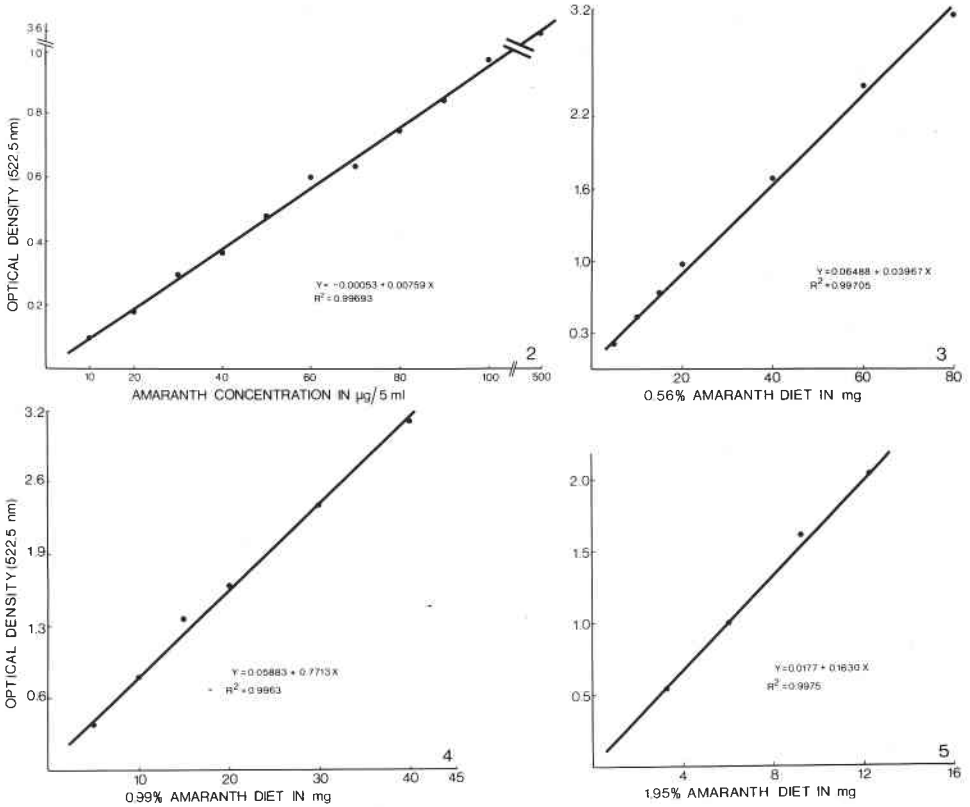 3.6
1.0
0.8
0.6
0.4
0.2
OPTICAL DENSITY (522.5 nm)
Y= -0.00053 + 0.00759 X
R2 = 0.99693
2
10 20 30 40 50 60 70 80 100 500
AMARANTH CONCENTRATION IN µg/5 ml
3.2
2.2
1.6
1.0
0.3
Y = 0.06488 + 0.03967 X
R2 = 0.99705
3
20 40 60 80
0.56% AMARANTH DIET IN mg
3.2
2.6
1.9
1.3
0.6
OPTICAL DENSITY (522.5 nm)
Y = 0.05883 + 0.7713 X
R2 = 0.9963
4
10 20 30 40 45
0.99% AMARANTH DIET IN mg
2.0
1.5
1.0
0.5
Y = 0.0177 + 0.1630 X
R2 = 0.9975
5
4 8 12 16
1.95% AMARANTH DIET IN mg